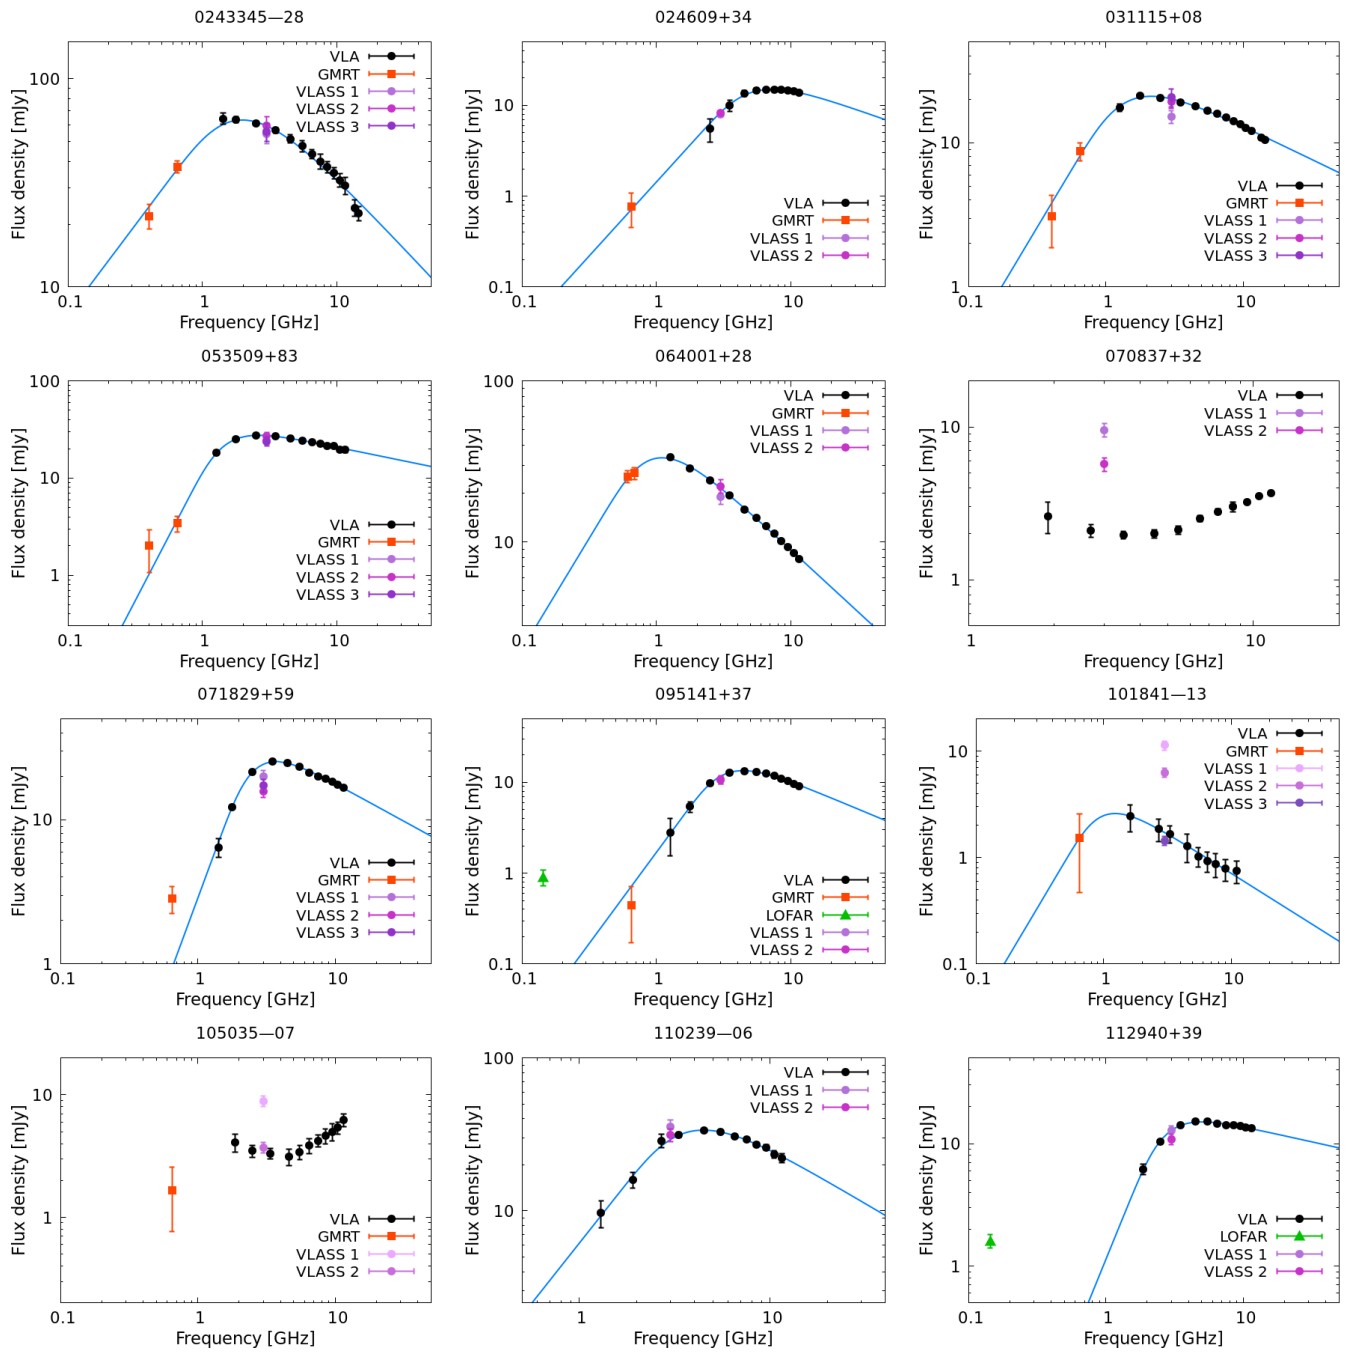 0243345—28
Flux density [mJy]
100
10
0.1
1
10
Frequency [GHz]
VLA
GMRT
VLASS 1
VLASS 2
VLASS 3
024609+34
Flux density [mJy]
10
1
0.1
0.1
1
10
Frequency [GHz]
VLA
GMRT
VLASS 1
VLASS 2
031115+08
Flux density [mJy]
10
1
0.1
1
10
Frequency [GHz]
VLA
GMRT
VLASS 1
VLASS 2
VLASS 3
053509+83
Flux density [mJy]
100
10
1
0.1
1
10
Frequency [GHz]
VLA
GMRT
VLASS 1
VLASS 2
VLASS 3
064001+28
Flux density [mJy]
100
10
0.1
1
10
Frequency [GHz]
VLA
GMRT
VLASS 1
VLASS 2
070837+32
Flux density [mJy]
10
1
1
10
Frequency [GHz]
VLA
VLASS 1
VLASS 2
071829+59
Flux density [mJy]
10
1
0.1
1
10
Frequency [GHz]
VLA
GMRT
VLASS 1
VLASS 2
VLASS 3
095141+37
Flux density [mJy]
10
1
0.1
0.1
1
10
Frequency [GHz]
VLA
GMRT
LOFAR
VLASS 1
VLASS 2
101841—13
Flux density [mJy]
10
1
0.1
0.1
1
10
Frequency [GHz]
VLA
GMRT
VLASS 1
VLASS 2
VLASS 3
105035—07
Flux density [mJy]
10
1
0.1
1
10
Frequency [GHz]
VLA
GMRT
VLASS 1
VLASS 2
110239—06
Flux density [mJy]
100
10
1
10
Frequency [GHz]
VLA
VLASS 1
VLASS 2
112940+39
Flux density [mJy]
10
1
0.1
1
10
Frequency [GHz]
VLA
LOFAR
VLASS 1
VLASS 2